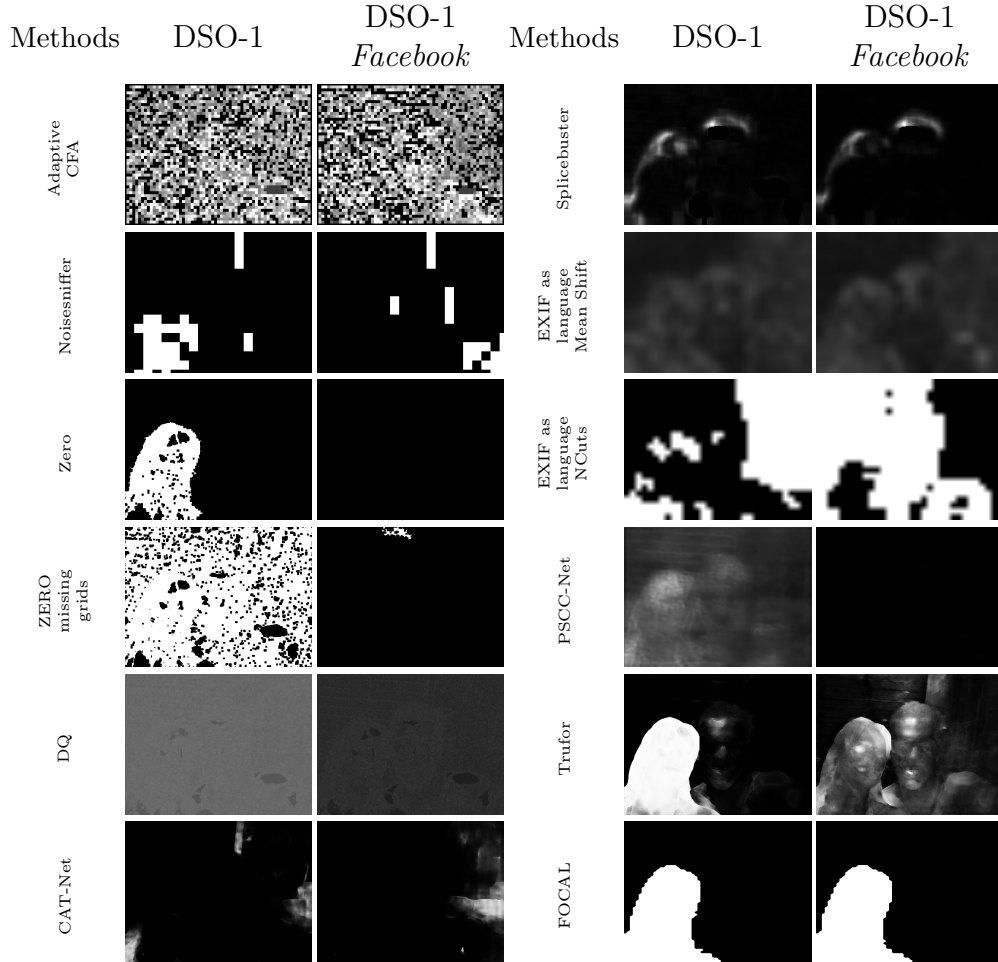 Methods DSO-1 DSO-1 Methods DSO-1 DSO-1
Facebook Facebook
Adaptive
CFA
Splicebuster
Noisesniffer
EXIF as
language
Mean Shift
Zero
EXIF as
language
NCuts
ZERO
missing
grids
PSCC-Net
DQ
Trufor
CAT-Net
FOCAL